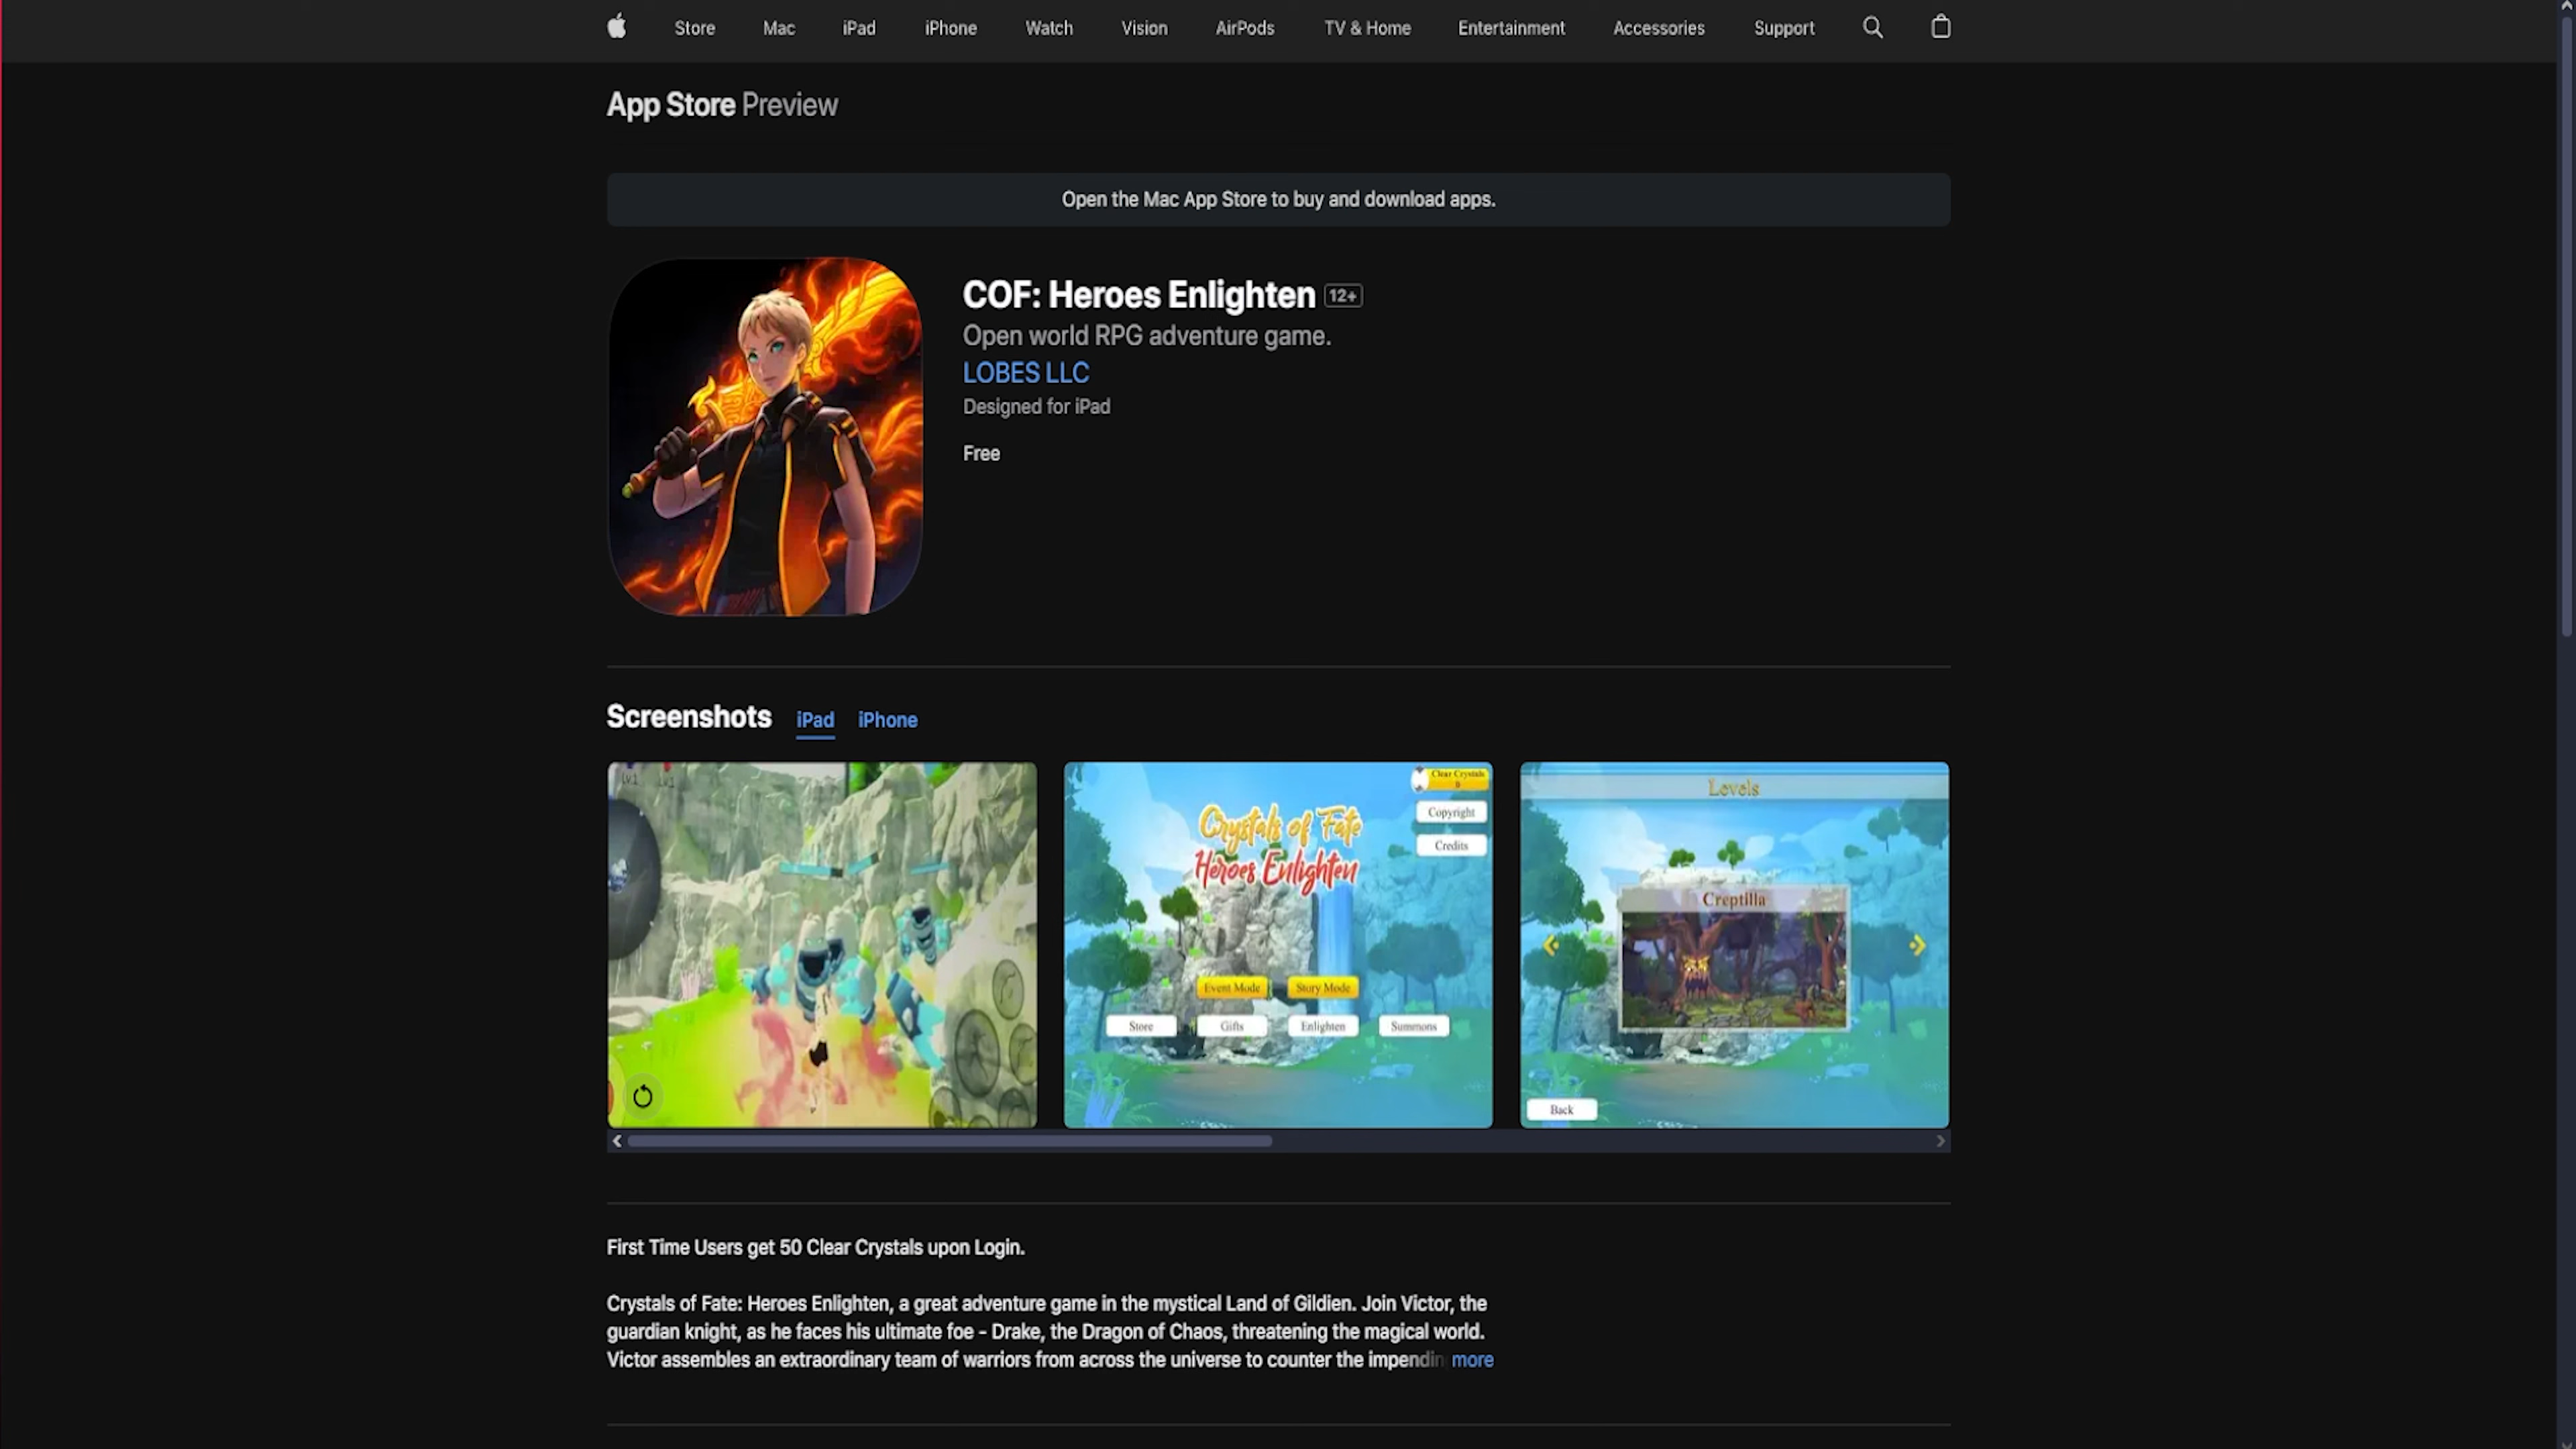 Store Mac iPad iPhone Watch Vision AirPods TV & Home Entertainment Accessories Support
App Store Preview
Open the Mac App Store to buy and download apps.
COF: Heroes Enlighten 12+
Open world RPG adventure game.
LOBES LLC
Designed for iPad
Free
Screenshots iPad iPhone
Lv1 Lv1
Clear Crystals
0
Copyright
Credits
Crystals of Fate
Heroes Enlighten
Event Mode Story Mode
Store Gifts Enlighten Summons
Levels
Creptilla
Back
First Time Users get 50 Clear Crystals upon Login.
Crystals of Fate: Heroes Enlighten, a great adventure game in the mystical Land of Gildien. Join Victor, the
guardian knight, as he faces his ultimate foe - Drake, the Dragon of Chaos, threatening the magical world.
Victor assembles an extraordinary team of warriors from across the universe to counter the impendin more